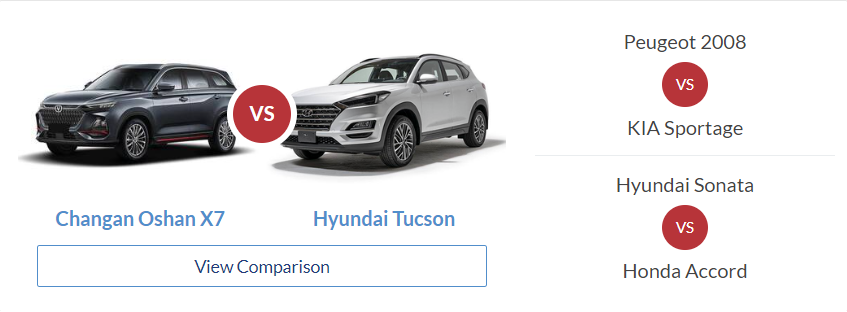 VS
Changan Oshan X7
Hyundai Tucson
View Comparison
Peugeot 2008
VS
KIA Sportage
Hyundai Sonata
VS
Honda Accord